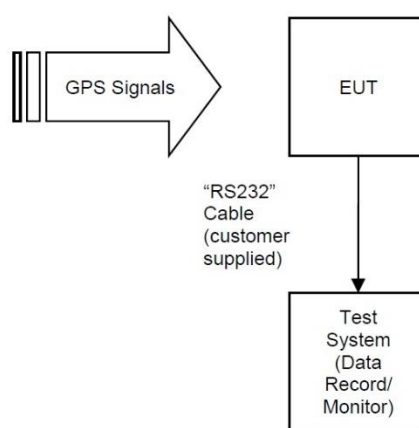 GPS Signals
EUT
“RS232”
Cable
(customer
supplied)
Test
System
(Data
Record/
Monitor)